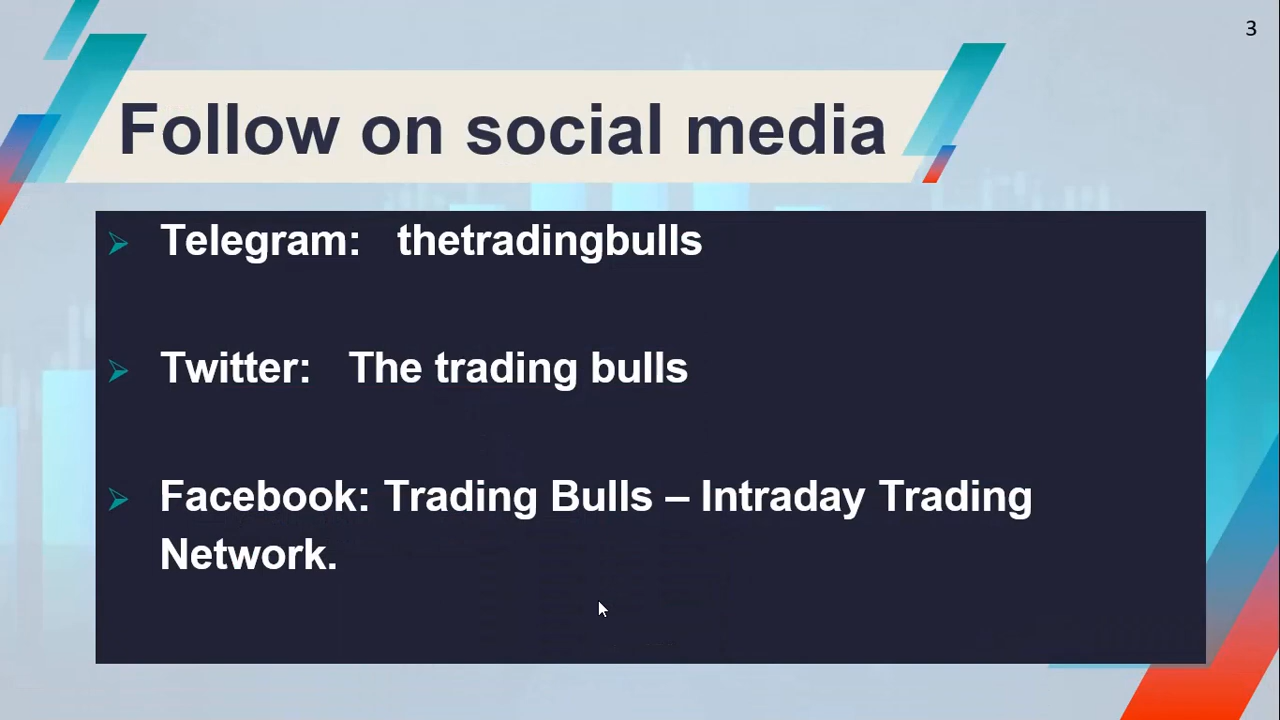 3
Follow on social media
Telegram: thetradingbulls
Twitter: The trading bulls
Facebook: Trading Bulls – Intraday Trading
Network.